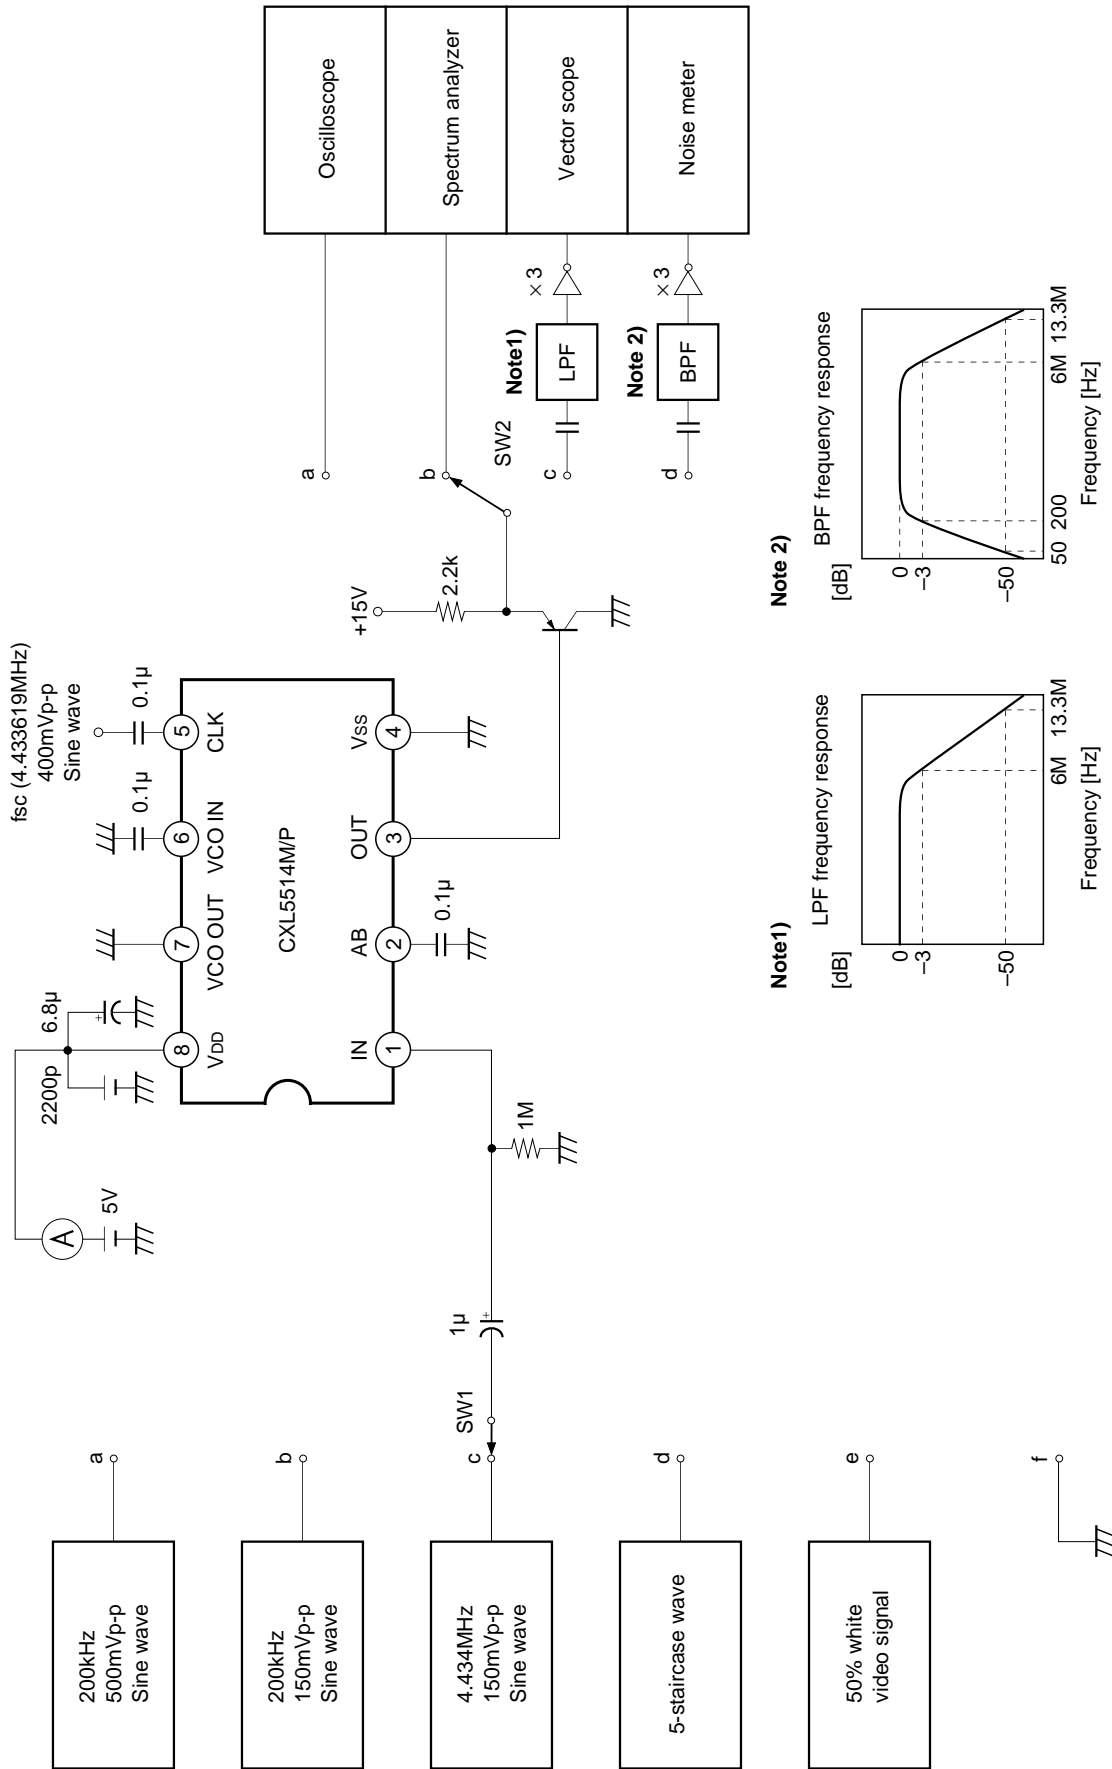 200kHz
500mVp-p
Sine wave
a
200kHz
150mVp-p
Sine wave
b
4.434MHz
150mVp-p
Sine wave
c
SW1
5-staircase wave
d
50% white
video signal
e
f
1µ
+
1M
A
5V
2200p
6.8µ
+
fsc (4.433619MHz)
400mVp-p
Sine wave
0.1µ
0.1µ
8
7
6
5
VDD
VCO OUT
VCO IN
CLK
CXL5514M/P
IN
AB
OUT
VSS
1
2
3
4
0.1µ
+15V
2.2k
a
b
SW2
c
d
Note1)
LPF
× 3
Note 2)
BPF
× 3
Oscilloscope
Spectrum analyzer
Vector scope
Noise meter
Note1)
LPF frequency response
[dB]
0
–3
–50
6M
13.3M
Frequency [Hz]
Note 2)
BPF frequency response
[dB]
0
–3
–50
50
200
6M
13.3M
Frequency [Hz]